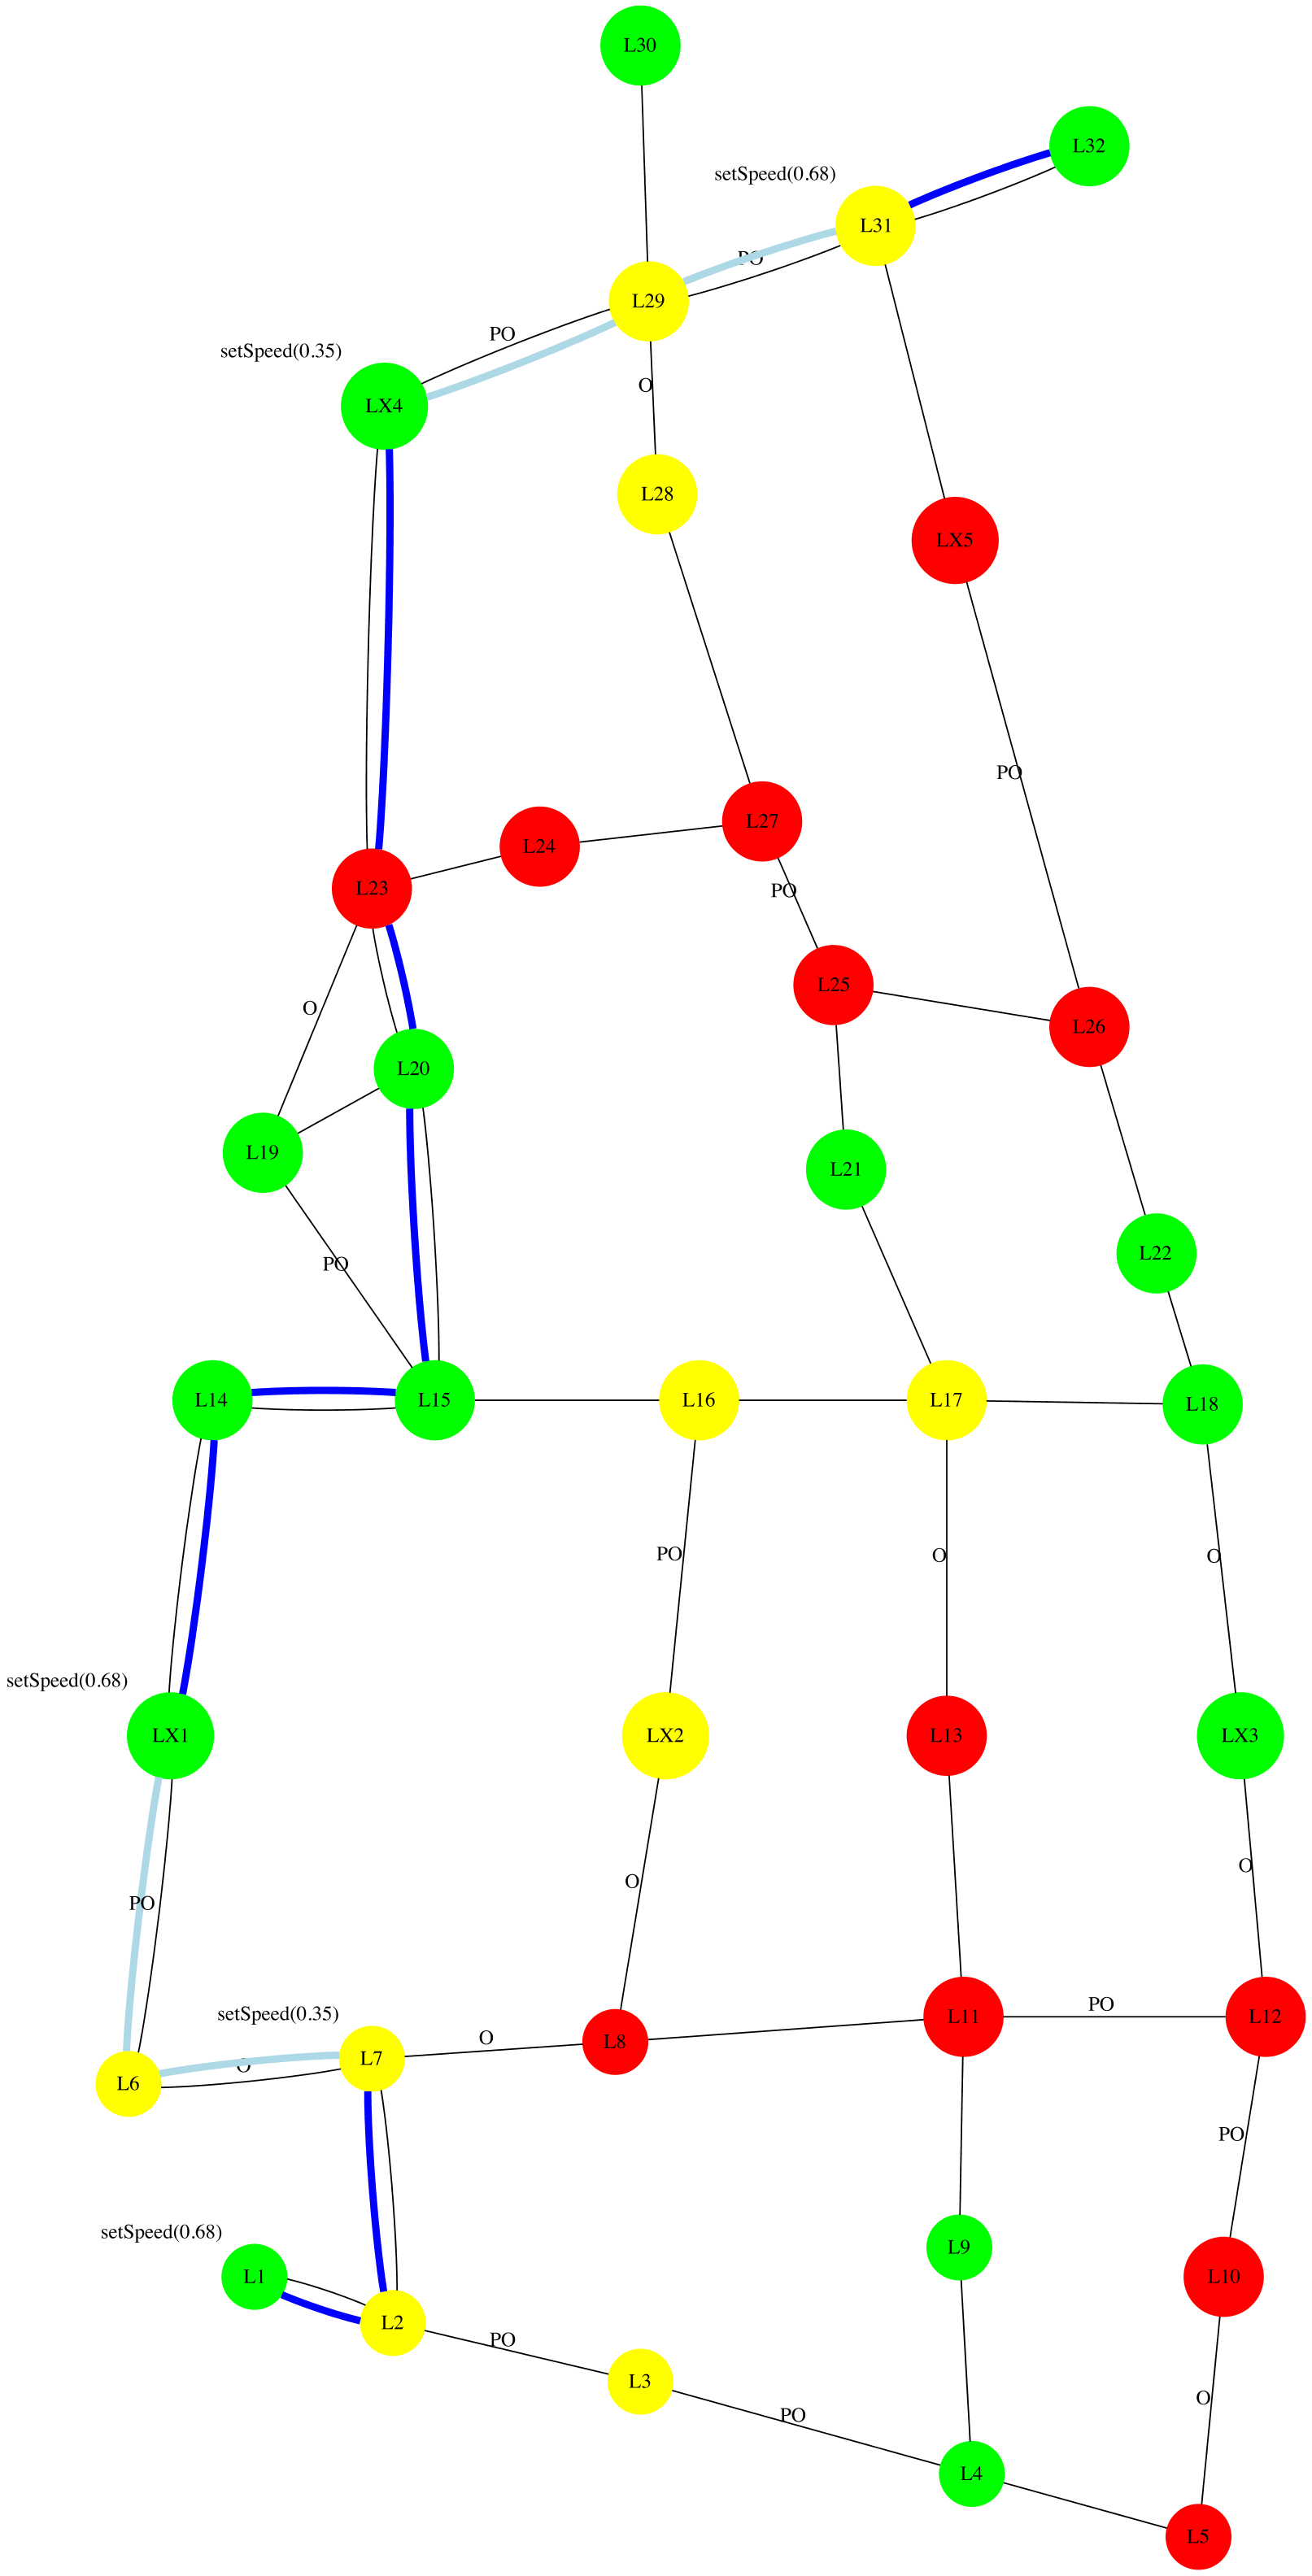 L30
L32
setSpeed(0.68)
L31
PO
L29
PO
setSpeed(0.35)
O
LX4
L28
LX5
PO
L27
L24
L23
PO
L25
O
L26
L20
L19
L21
L22
PO
L14
L15
L16
L17
L18
PO
O
O
setSpeed(0.68)
LX1
LX2
L13
LX3
O
O
PO
PO
L11
L12
setSpeed(0.35)
O
L8
L7
O
L6
PO
setSpeed(0.68)
L9
L1
L10
L2
PO
L3
O
PO
L4
L5